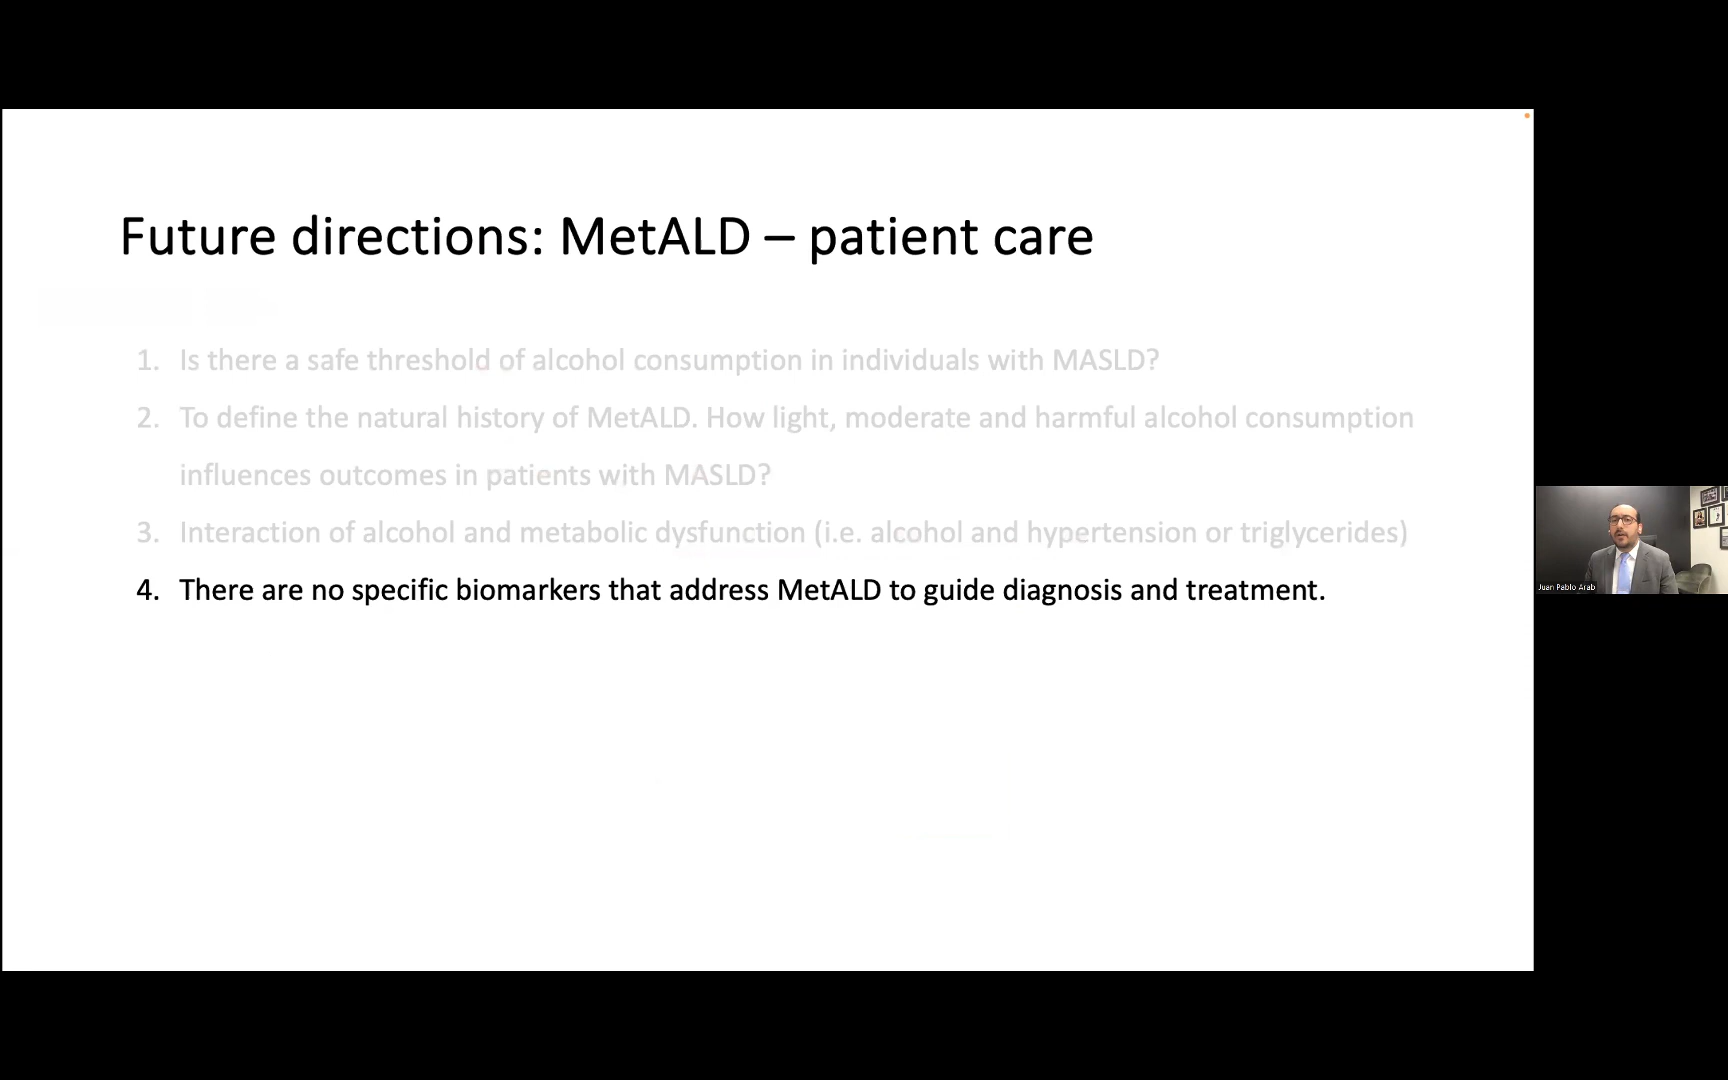 Future directions: MetALD – patient care
1. Is there a safe threshold of alcohol consumption in individuals with MASLD?
2. To define the natural history of MetALD. How light, moderate and harmful alcohol consumption
influences outcomes in patients with MASLD?
3. Interaction of alcohol and metabolic dysfunction (i.e. alcohol and hypertension or triglycerides)
4. There are no specific biomarkers that address MetALD to guide diagnosis and treatment.
Juan Pablo Arab